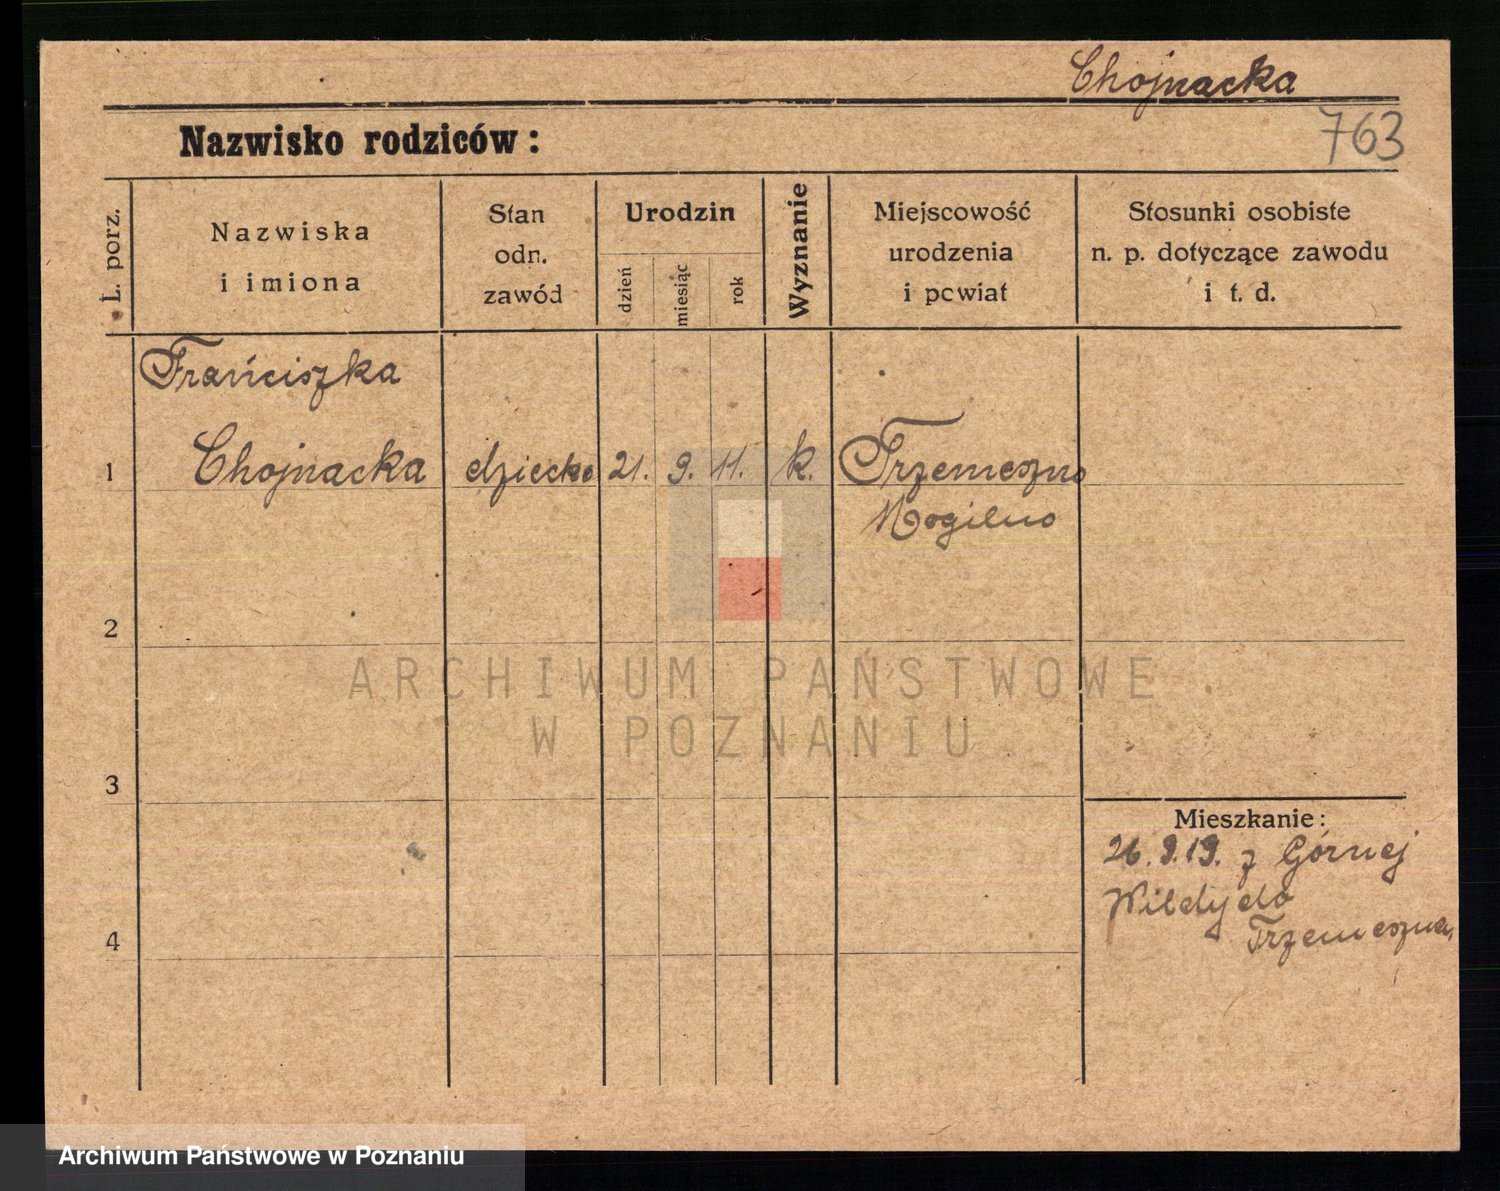 Chojnacka
Nazwisko rodziców:
763
L. porz.
Nazwiska
i imiona
Stan
odn.
zawód
Urodzin
dzień
miesiąc
rok
Wyznanie
Miejscowość
urodzenia
i powiat
Stosunki osobiste
n. p. dotyczące zawodu
i t. d.
Franciszka
1 Chojnacka dziecko 21. 9. 11. k. Trzemeszno
Mogilno
2
ARCHIWUM PAŃSTWOWE
W POZNANIU
3
Mieszkanie:
26.9.19. z Górnej
Wildy do
Trzemeszna,
4
Archiwum Państwowe w Poznaniu